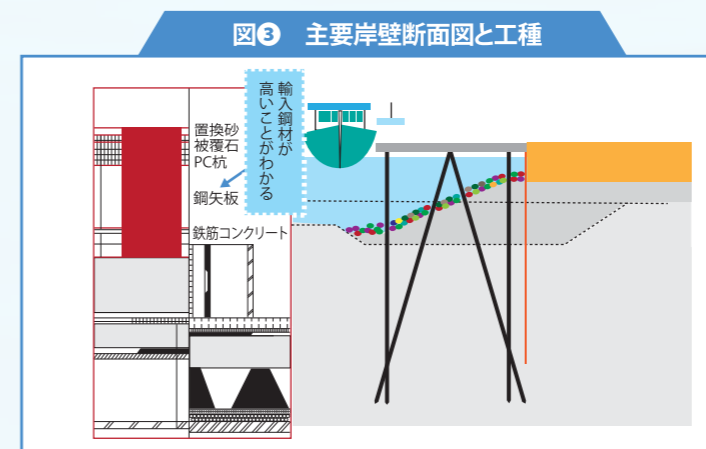 図❸ 主要岸壁断面図と工種
輸入鋼材が
高いことがわかる
置換砂
被覆石
PC杭
鋼矢板
鉄筋コンクリート